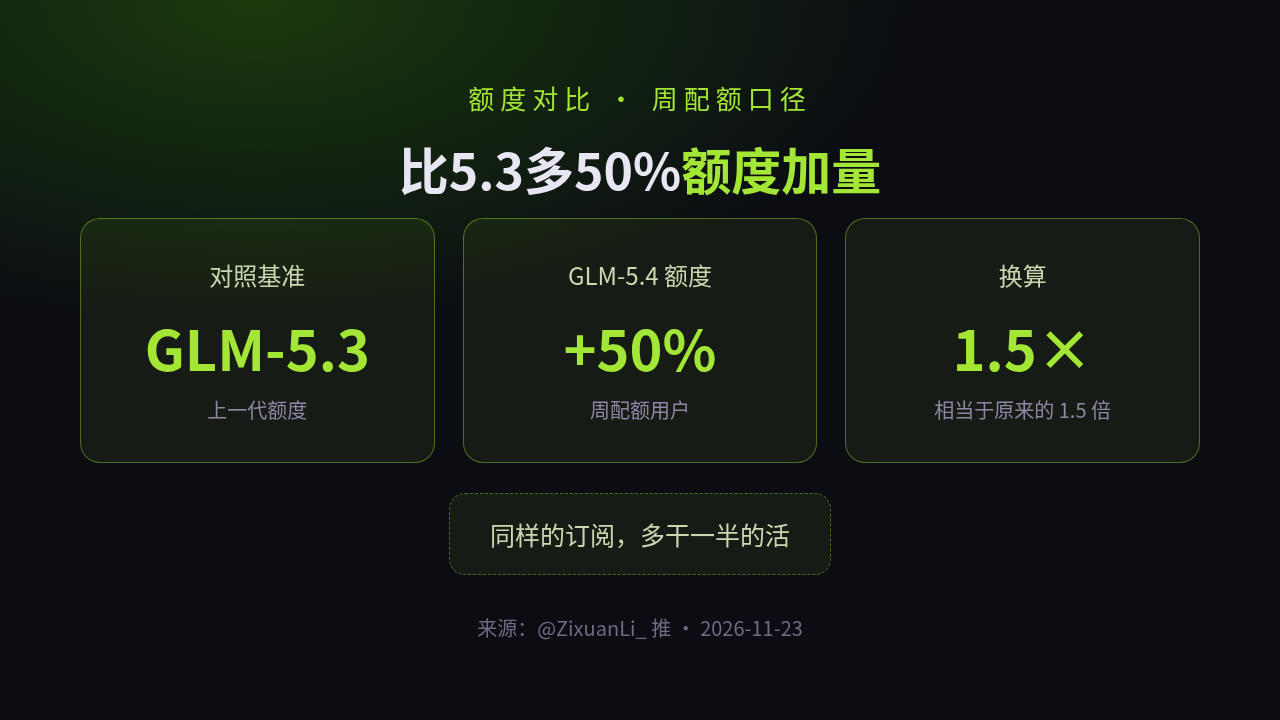 额度对比 · 周配额口径
比5.3多50%额度加量
对照基准
GLM-5.3
上一代额度
GLM-5.4 额度
+50%
周配额用户
换算
1.5×
相当于原来的 1.5 倍
同样的订阅，多干一半的活
来源：@ZixuanLi_ 推 · 2026-11-23